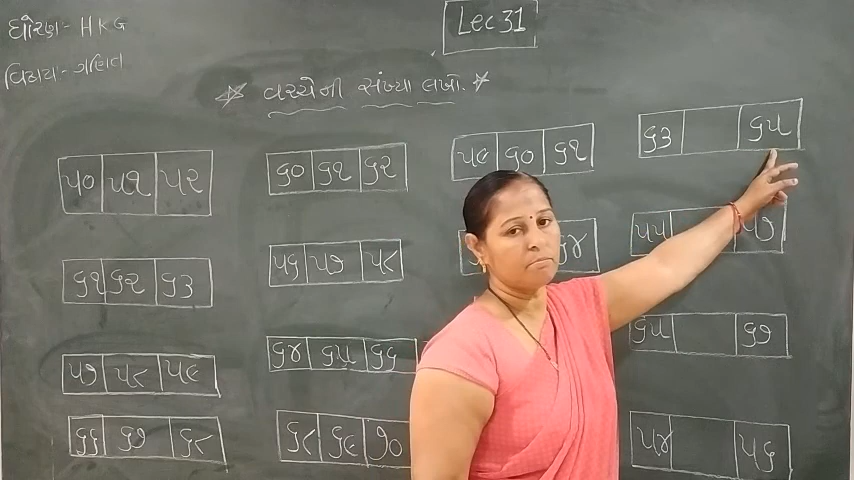 ધોરણ:- HKG
Lec 31
વિષય:- ગણિત
વચ્ચેની સંખ્યા લખો.
૫૦ ૫૧ ૫૨
૬૦ ૬૧ ૬૨
૫૯ ૬૦ ૬૧
૬૩ ૬૫
૬૧ ૬૨ ૬૩
૫૬ ૫૭ ૫૮
૬૪
૫૫ ૫૭
૫૭ ૫૮ ૫૯
૬૪ ૬૫ ૬૬
૬૫ ૬૭
૬૬ ૬૭ ૬૮
૬૮ ૬૯ ૭૦
૫૪ ૫૬